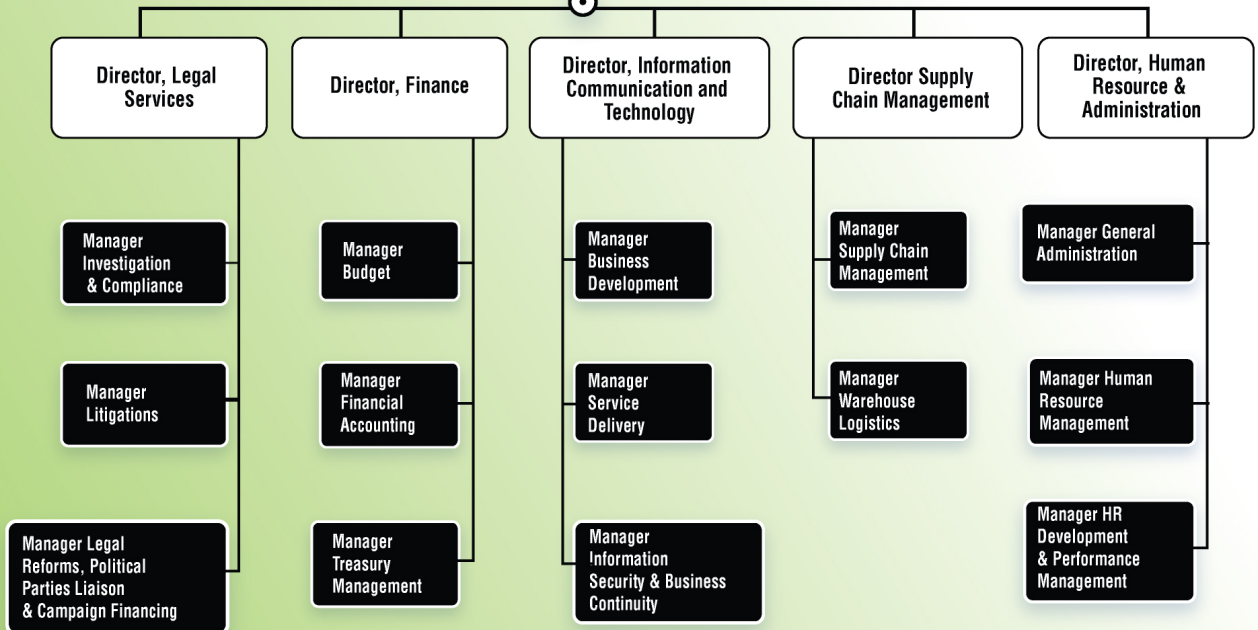 Director, Legal
Services
Director, Finance
Director, Information
Communication and
Technology
Director Supply
Chain Management
Director, Human
Resource &
Administration
Manager
Investigation
& Compliance
Manager
Budget
Manager
Business
Development
Manager
Supply Chain
Management
Manager General
Administration
Manager
Litigations
Manager
Financial
Accounting
Manager
Service
Delivery
Manager
Warehouse
Logistics
Manager Human
Resource
Management
Manager Legal
Reforms, Political
Parties Liaison
& Campaign Financing
Manager
Treasury
Management
Manager
Information
Security & Business
Continuity
Manager HR
Development
& Performance
Management